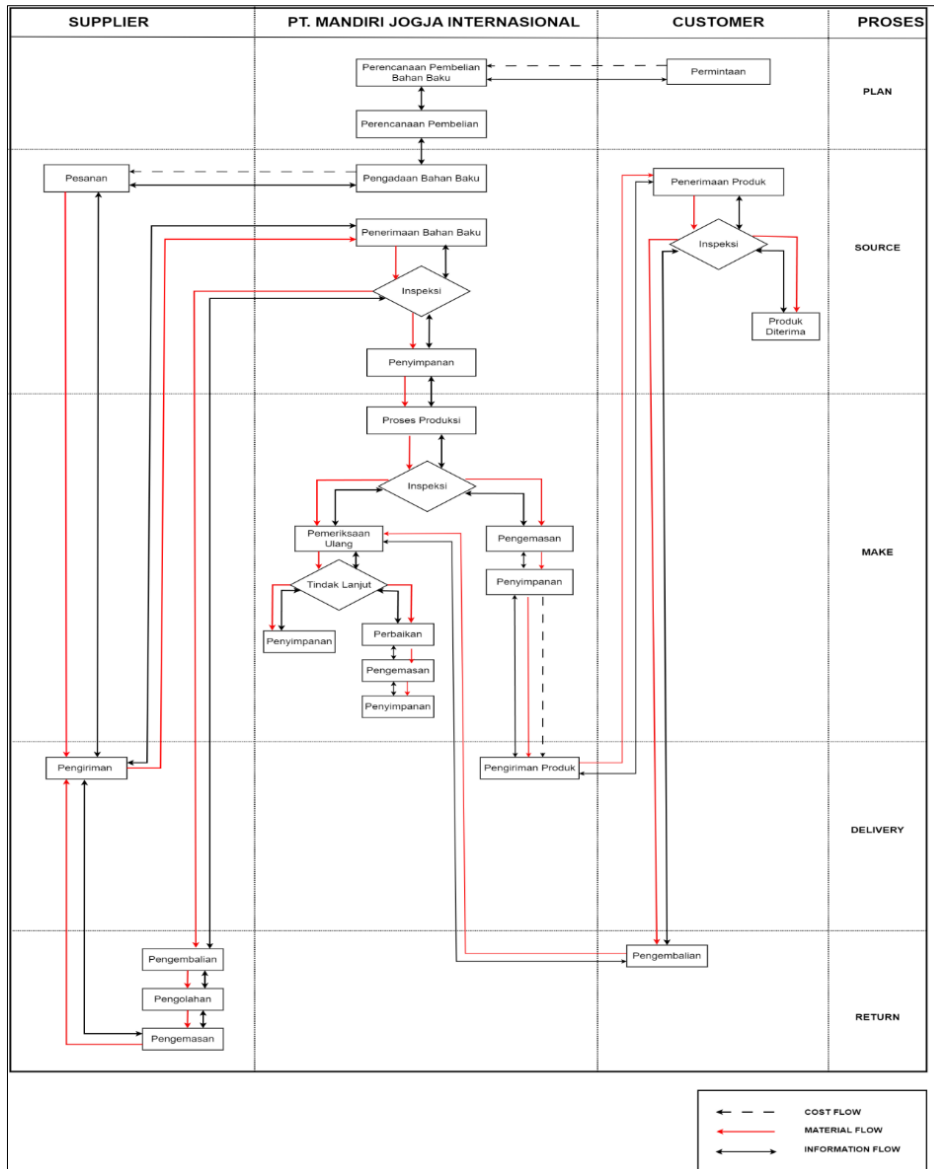 SUPPLIER
PT. MANDIRI JOGJA INTERNASIONAL
CUSTOMER
PROSES
Perencanaan Pembelian
Bahan Baku
Permintaan
PLAN
Perencanaan Pembelian
Pesanan
Pengadaan Bahan Baku
Penerimaan Produk
Penerimaan Bahan Baku
Inspeksi
SOURCE
Inspeksi
Produk
Diterima
Penyimpanan
Proses Produksi
Inspeksi
Pemeriksaan
Ulang
Pengemasan
MAKE
Tindak Lanjut
Penyimpanan
Penyimpanan
Perbaikan
Pengemasan
Penyimpanan
Pengiriman
Pengiriman Produk
DELIVERY
Pengembalian
Pengembalian
Pengolahan
RETURN
Pengemasan
COST FLOW
MATERIAL FLOW
INFORMATION FLOW